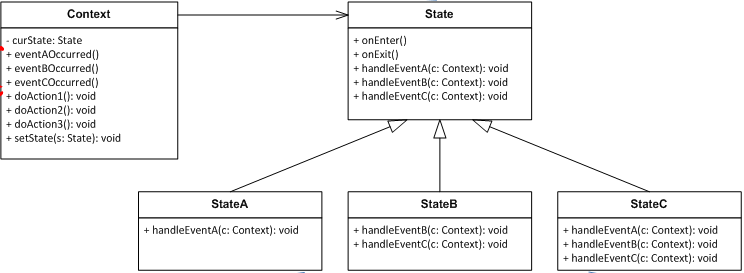 Context
- curState: State
+ eventAOccurred()
+ eventBOccurred()
+ eventCOccurred()
+ doAction1(): void
+ doAction2(): void
+ doAction3(): void
+ setState(s: State): void
State
+ onEnter()
+ onExit()
+ handleEventA(c: Context): void
+ handleEventB(c: Context): void
+ handleEventC(c: Context): void
StateA
+ handleEventA(c: Context): void
StateB
+ handleEventB(c: Context): void
+ handleEventC(c: Context): void
StateC
+ handleEventA(c: Context): void
+ handleEventB(c: Context): void
+ handleEventC(c: Context): void